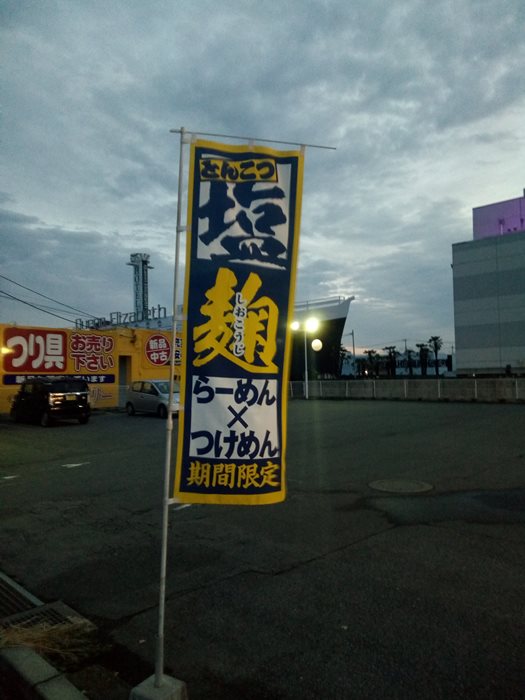 とんこつ
塩
麹
しおこうじ
らーめん
×
つけめん
期間限定
Queen Elizabeth
つり具
お売り
下さい
新品
中古